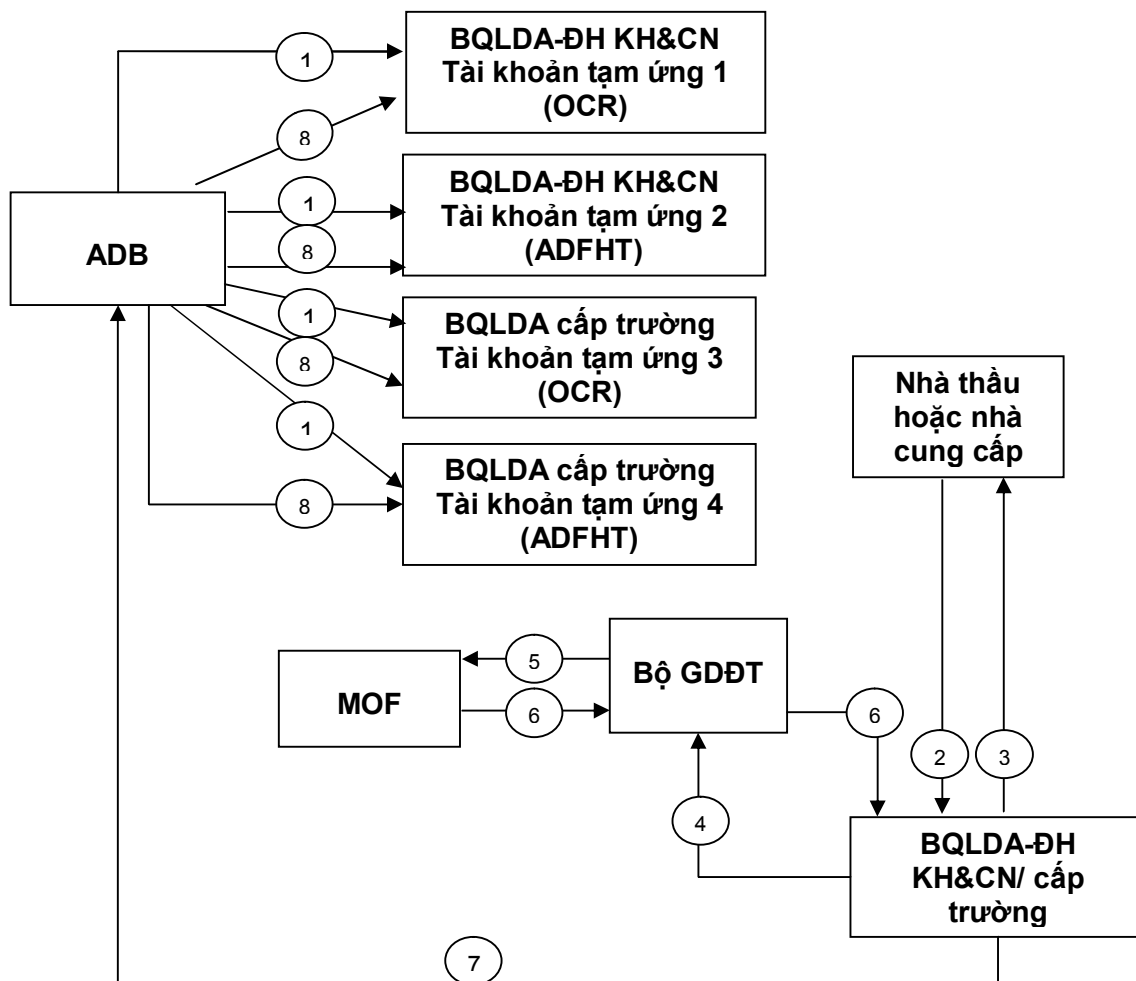 BQLDA-ĐH KH&CN
Tài khoản tạm ứng 1
(OCR)
1
8
BQLDA-ĐH KH&CN
Tài khoản tạm ứng 2
(ADFHT)
1
8
ADB
BQLDA cấp trường
Tài khoản tạm ứng 3
(OCR)
1
8
BQLDA cấp trường
Tài khoản tạm ứng 4
(ADFHT)
1
8
Nhà thầu
hoặc nhà
cung cấp
MOF
5
6
Bộ GDĐT
6
2
3
4
BQLDA-ĐH
KH&CN/ cấp
trường
7